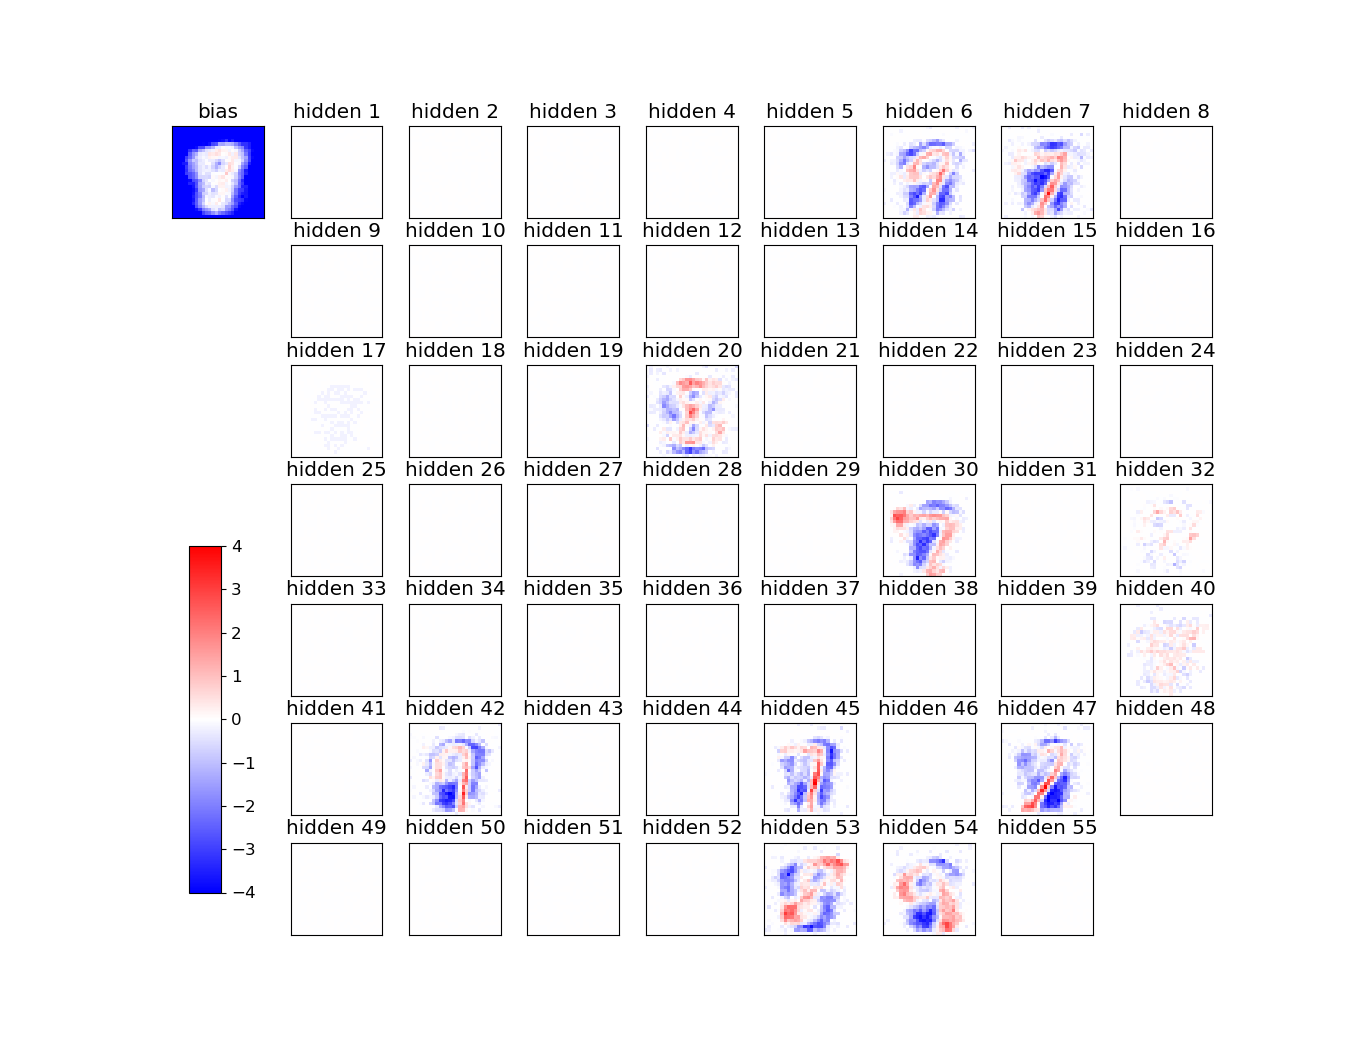 bias hidden 1 hidden 2 hidden 3 hidden 4 hidden 5 hidden 6 hidden 7 hidden 8
hidden 9 hidden 10 hidden 11 hidden 12 hidden 13 hidden 14 hidden 15 hidden 16
hidden 17 hidden 18 hidden 19 hidden 20 hidden 21 hidden 22 hidden 23 hidden 24
hidden 25 hidden 26 hidden 27 hidden 28 hidden 29 hidden 30 hidden 31 hidden 32
4
hidden 33 hidden 34 hidden 35 hidden 36 hidden 37 hidden 38 hidden 39 hidden 40
3
2
1
hidden 41 hidden 42 hidden 43 hidden 44 hidden 45 hidden 46 hidden 47 hidden 48
0
−1
−2
hidden 49 hidden 50 hidden 51 hidden 52 hidden 53 hidden 54 hidden 55
−3
−4